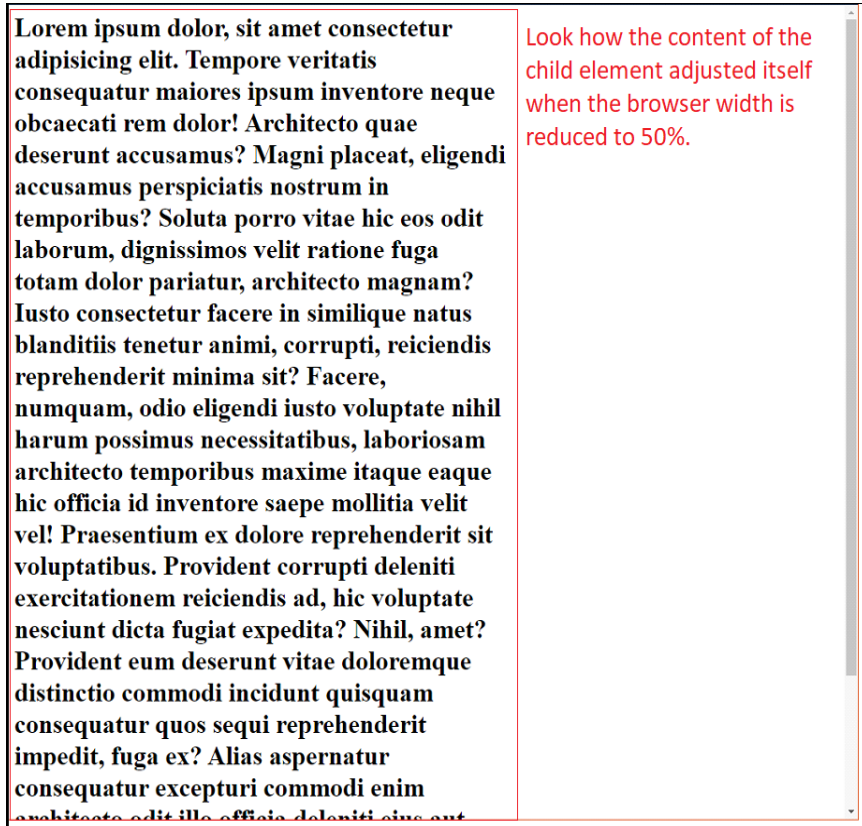 Lorem ipsum dolor, sit amet consectetur
adipisicing elit. Tempore veritatis
consequatur maiores ipsum inventore neque
obcaecati rem dolor! Architecto quae
deserunt accusamus? Magni placeat, eligendi
accusamus perspiciatis nostrum in
temporibus? Soluta porro vitae hic eos odit
laborum, dignissimos velit ratione fuga
totam dolor pariatur, architecto magnam?
Iusto consectetur facere in similique natus
blanditiis tenetur animi, corrupti, reiciendis
reprehenderit minima sit? Facere,
numquam, odio eligendi iusto voluptate nihil
harum possimus necessitatibus, laboriosam
architecto temporibus maxime itaque eaque
hic officia id inventore saepe mollitia velit
vel! Praesentium ex dolore reprehenderit sit
voluptatibus. Provident corrupti deleniti
exercitationem reiciendis ad, hic voluptate
nesciunt dicta fugiat expedita? Nihil, amet?
Provident eum deserunt vitae doloremque
distinctio commodi incidunt quisquam
consequatur quos sequi reprehenderit
impedit, fuga ex? Alias aspernatur
consequatur excepturi commodi enim
architecto odit illo officia deleniti eius aut
Look how the content of the
child element adjusted itself
when the browser width is
reduced to 50%.